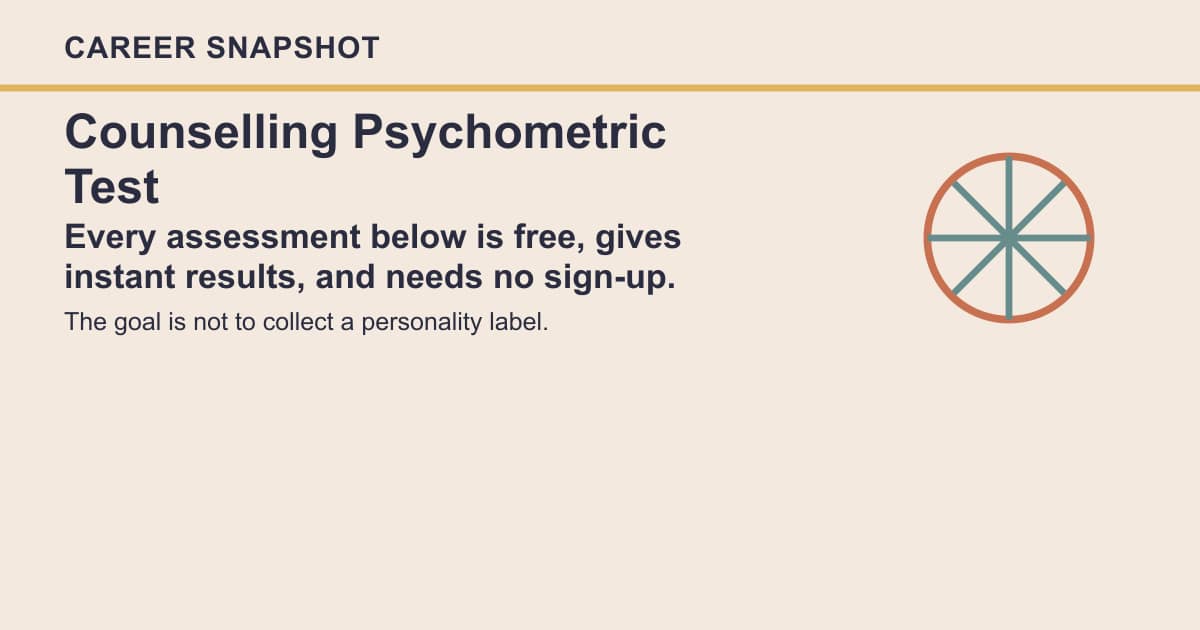 CAREER SNAPSHOT
Counselling Psychometric
Test
Every assessment below is free, gives
instant results, and needs no sign-up.
The goal is not to collect a personality label.